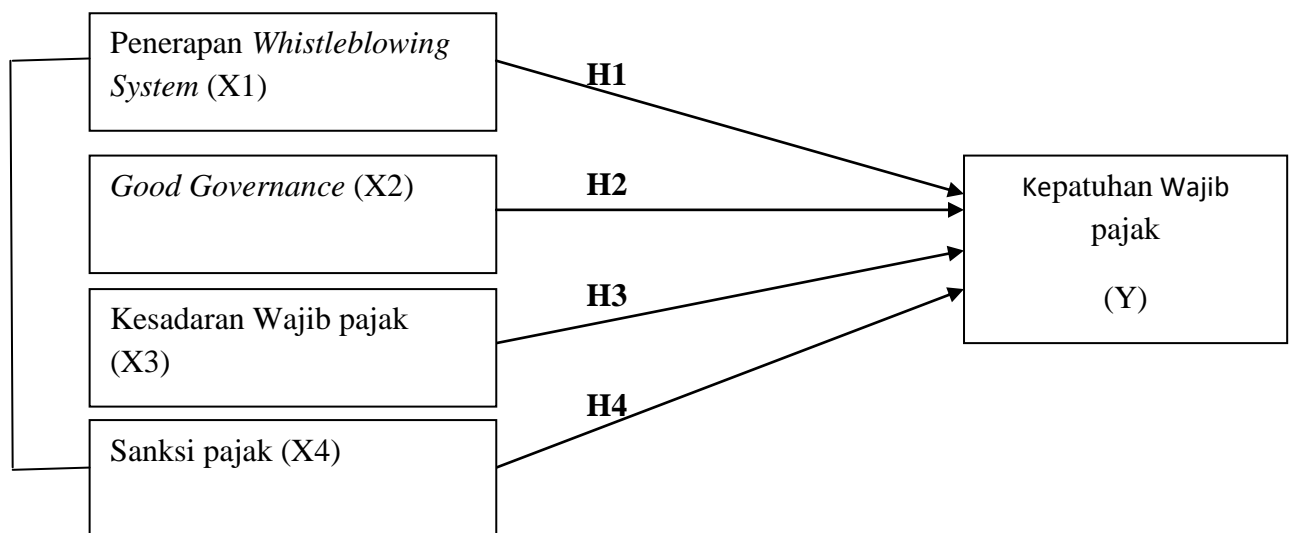 Penerapan Whistleblowing
System (X1)
H1
Good Governance (X2)
H2
Kepatuhan Wajib
pajak
(Y)
Kesadaran Wajib pajak
(X3)
H3
Sanksi pajak (X4)
H4